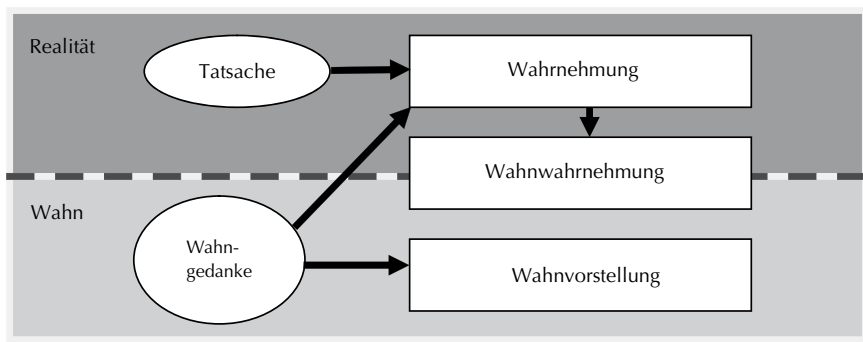 Realität
Tatsache
Wahrnehmung
Wahnwahrnehmung
Wahn
Wahn-
gedanke
Wahnvorstellung